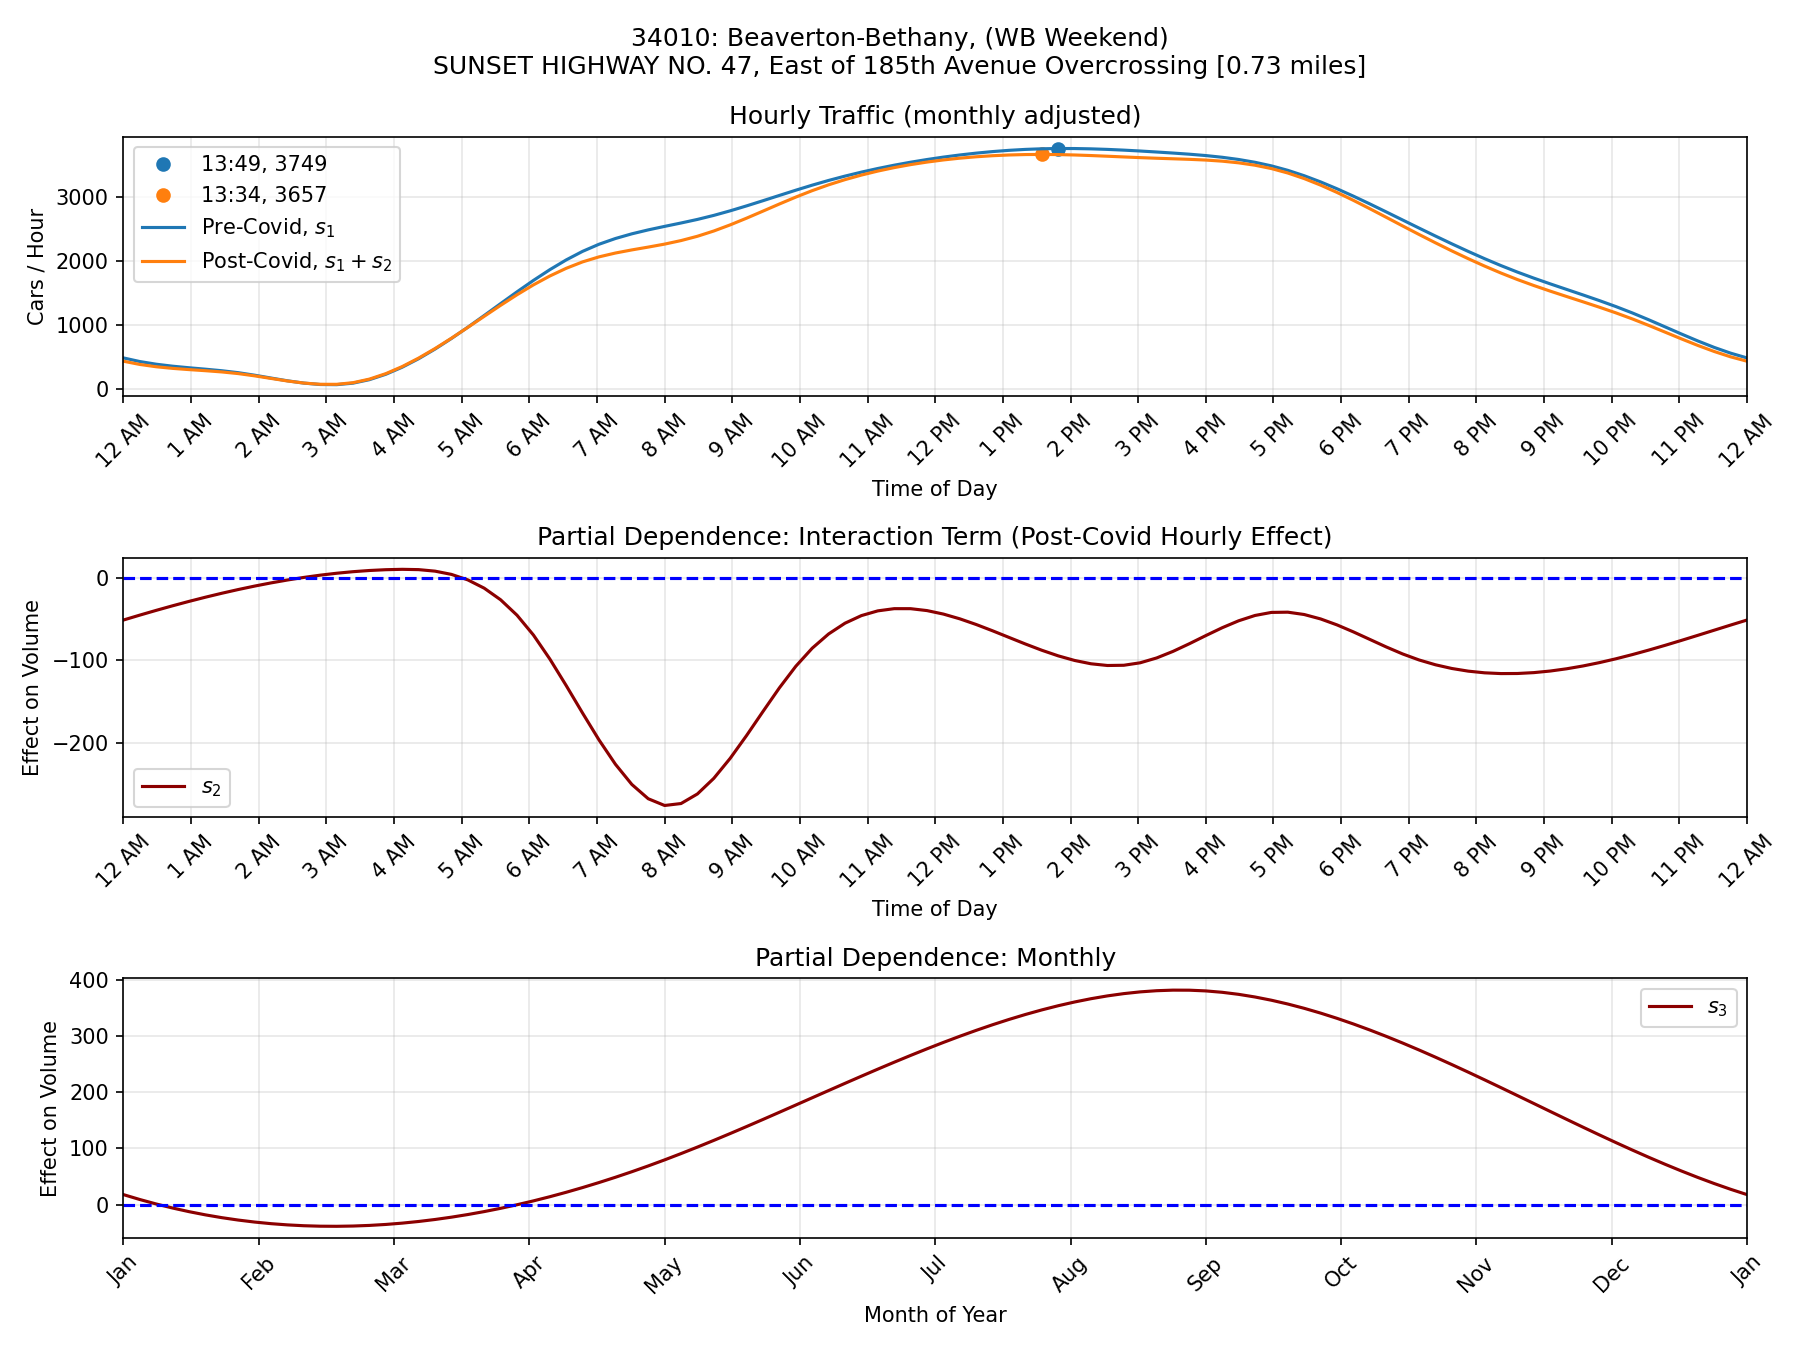 34010: Beaverton-Bethany, (WB Weekend)
SUNSET HIGHWAY NO. 47, East of 185th Avenue Overcrossing [0.73 miles]
Hourly Traffic (monthly adjusted)
Cars / Hour
3000
2000
1000
0
13:49, 3749
13:34, 3657
Pre-Covid, s₁
Post-Covid, s₁ + s₂
12 AM 1 AM 2 AM 3 AM 4 AM 5 AM 6 AM 7 AM 8 AM 9 AM 10 AM 11 AM 12 PM 1 PM 2 PM 3 PM 4 PM 5 PM 6 PM 7 PM 8 PM 9 PM 10 PM 11 PM 12 AM
Time of Day
Partial Dependence: Interaction Term (Post-Covid Hourly Effect)
Effect on Volume
0
−100
−200
s₂
12 AM 1 AM 2 AM 3 AM 4 AM 5 AM 6 AM 7 AM 8 AM 9 AM 10 AM 11 AM 12 PM 1 PM 2 PM 3 PM 4 PM 5 PM 6 PM 7 PM 8 PM 9 PM 10 PM 11 PM 12 AM
Time of Day
Partial Dependence: Monthly
Effect on Volume
400
300
200
100
0
s₃
Jan Feb Mar Apr May Jun Jul Aug Sep Oct Nov Dec Jan
Month of Year